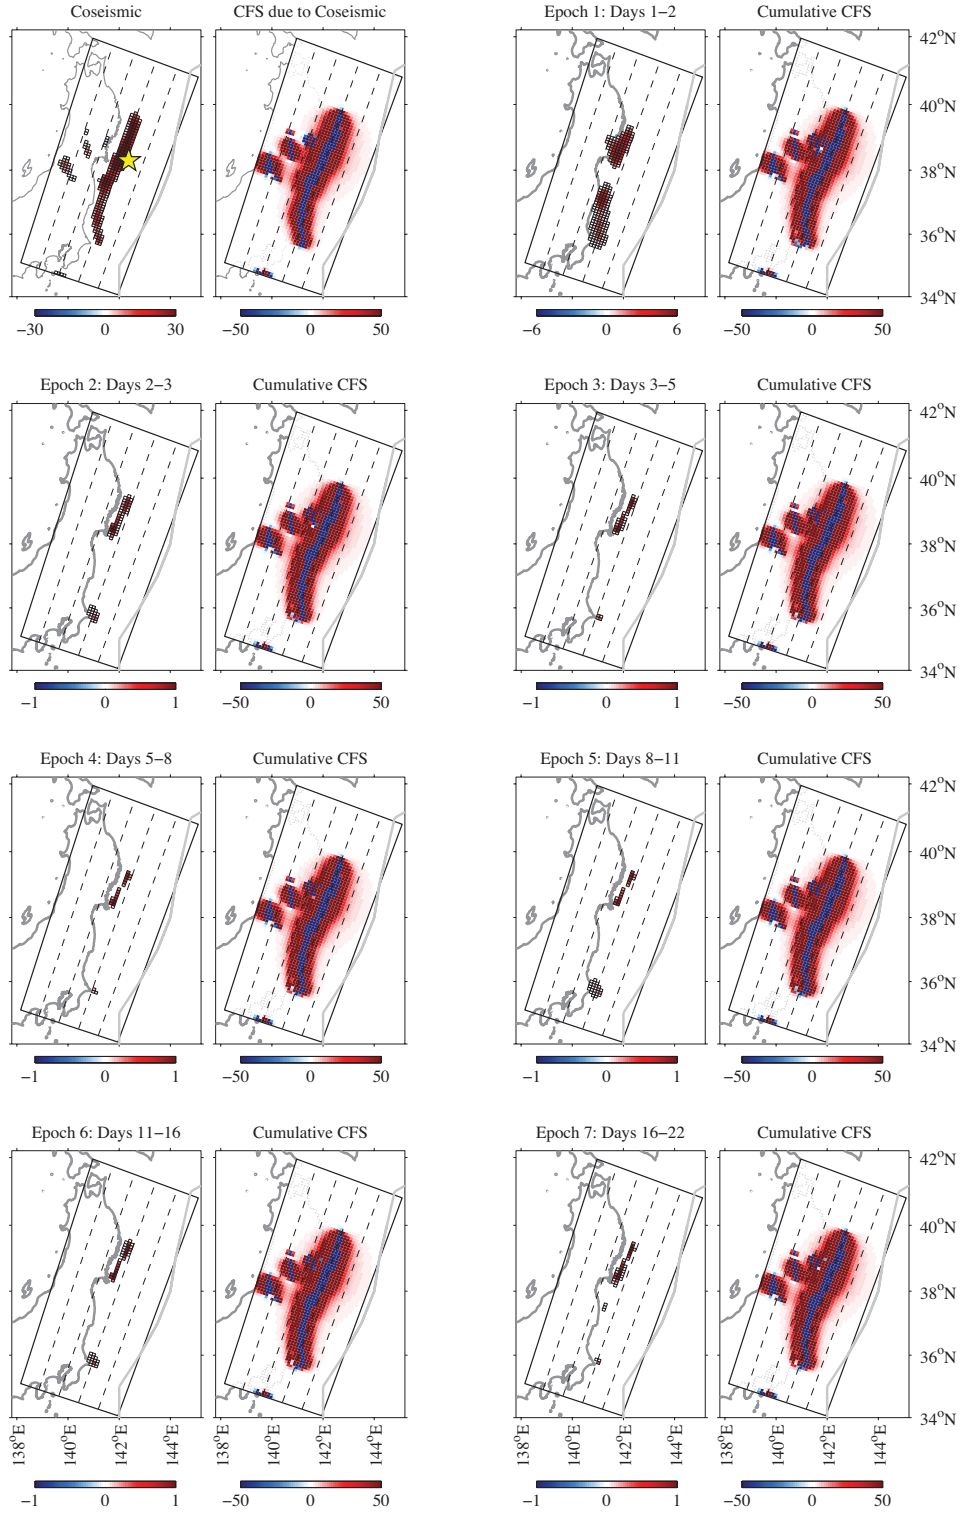 Coseismic CFS due to Coseismic Epoch 1: Days 1−2 Cumulative CFS
42°N
40°N
38°N
36°N
34°N
−30 0 30 −50 0 50 −6 0 6 −50 0 50
Epoch 2: Days 2−3 Cumulative CFS Epoch 3: Days 3−5 Cumulative CFS
42°N
40°N
38°N
36°N
34°N
−1 0 1 −50 0 50 −1 0 1 −50 0 50
Epoch 4: Days 5−8 Cumulative CFS Epoch 5: Days 8−11 Cumulative CFS
42°N
40°N
38°N
36°N
34°N
−1 0 1 −50 0 50 −1 0 1 −50 0 50
Epoch 6: Days 11−16 Cumulative CFS Epoch 7: Days 16−22 Cumulative CFS
42°N
40°N
38°N
36°N
34°N
138°E 140°E 142°E 144°E 138°E 140°E 142°E 144°E 138°E 140°E 142°E 144°E 138°E 140°E 142°E 144°E
−1 0 1 −50 0 50 −1 0 1 −50 0 50